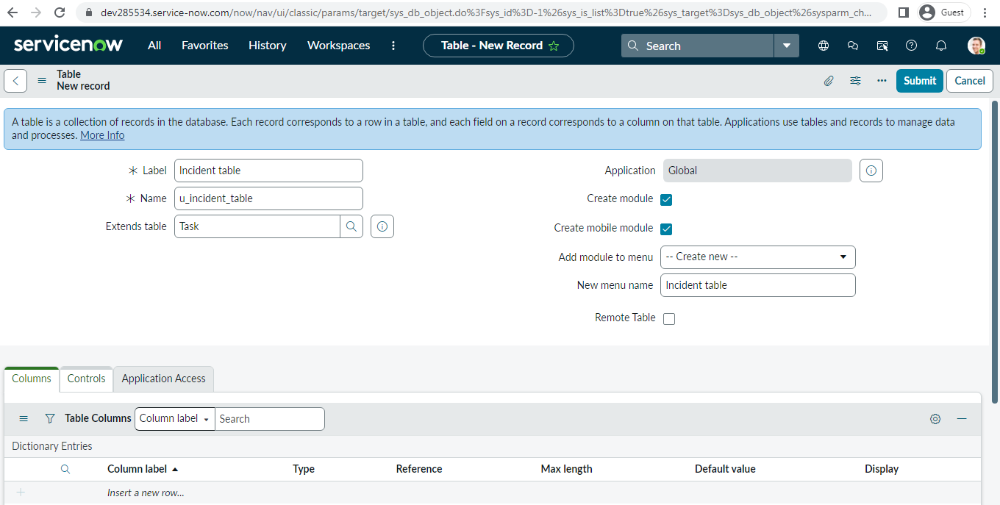 dev285534.service-now.com/now/nav/ui/classic/params/target/sys_db_object.do%3Fsys_id%3D-1%26sys_is_list%3Dtrue%26sys_target%3Dsys_db_object%26sysparm_ch...
Guest
servicenow All Favorites History Workspaces Table - New Record Search
Table
New record
Submit Cancel
A table is a collection of records in the database. Each record corresponds to a row in a table, and each field on a record corresponds to a column on that table. Applications use tables and records to manage data
and processes. More Info
Label Incident table Application Global
Name u_incident_table Create module
Extends table Task Create mobile module
Add module to menu -- Create new --
New menu name Incident table
Remote Table
Columns Controls Application Access
Table Columns Column label Search
Dictionary Entries
Column label Type Reference Max length Default value Display
Insert a new row...